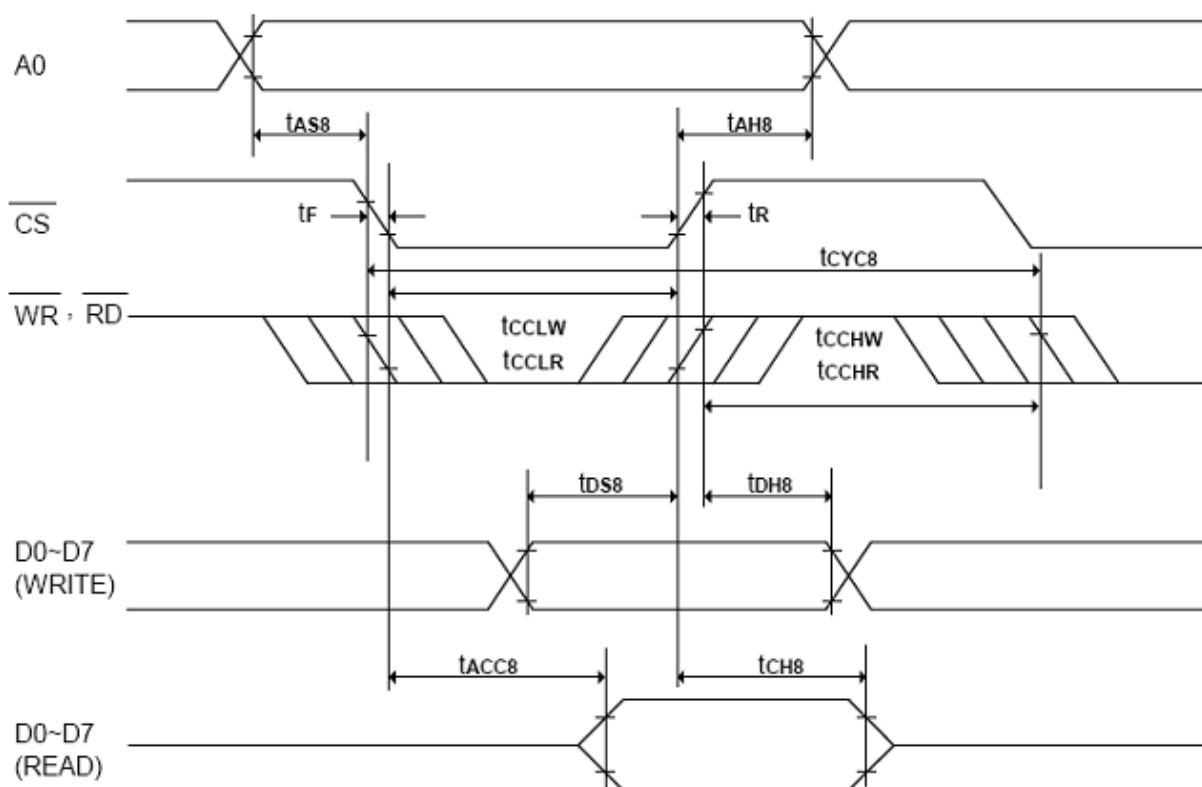 A0
tAS8
tAH8
CS
tF
tR
tCYC8
WR , RD
tCCLW
tCCLR
tCCHW
tCCHR
tDS8
tDH8
D0~D7
(WRITE)
tACC8
tCH8
D0~D7
(READ)